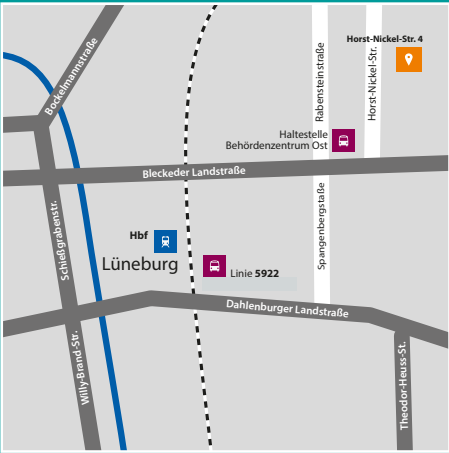 Horst-Nickel-Str. 4
Bockelmannstraße
Rabensteinstraße
Horst-Nickel-Str.
Haltestelle
Behördenzentrum Ost
Bleckeder Landstraße
Schießgrabenstr.
Spangenbergstaße
Hbf
Lüneburg
Linie 5922
Dahlenburger Landstraße
Willy-Brand-Str.
Theodor-Heuss-St.